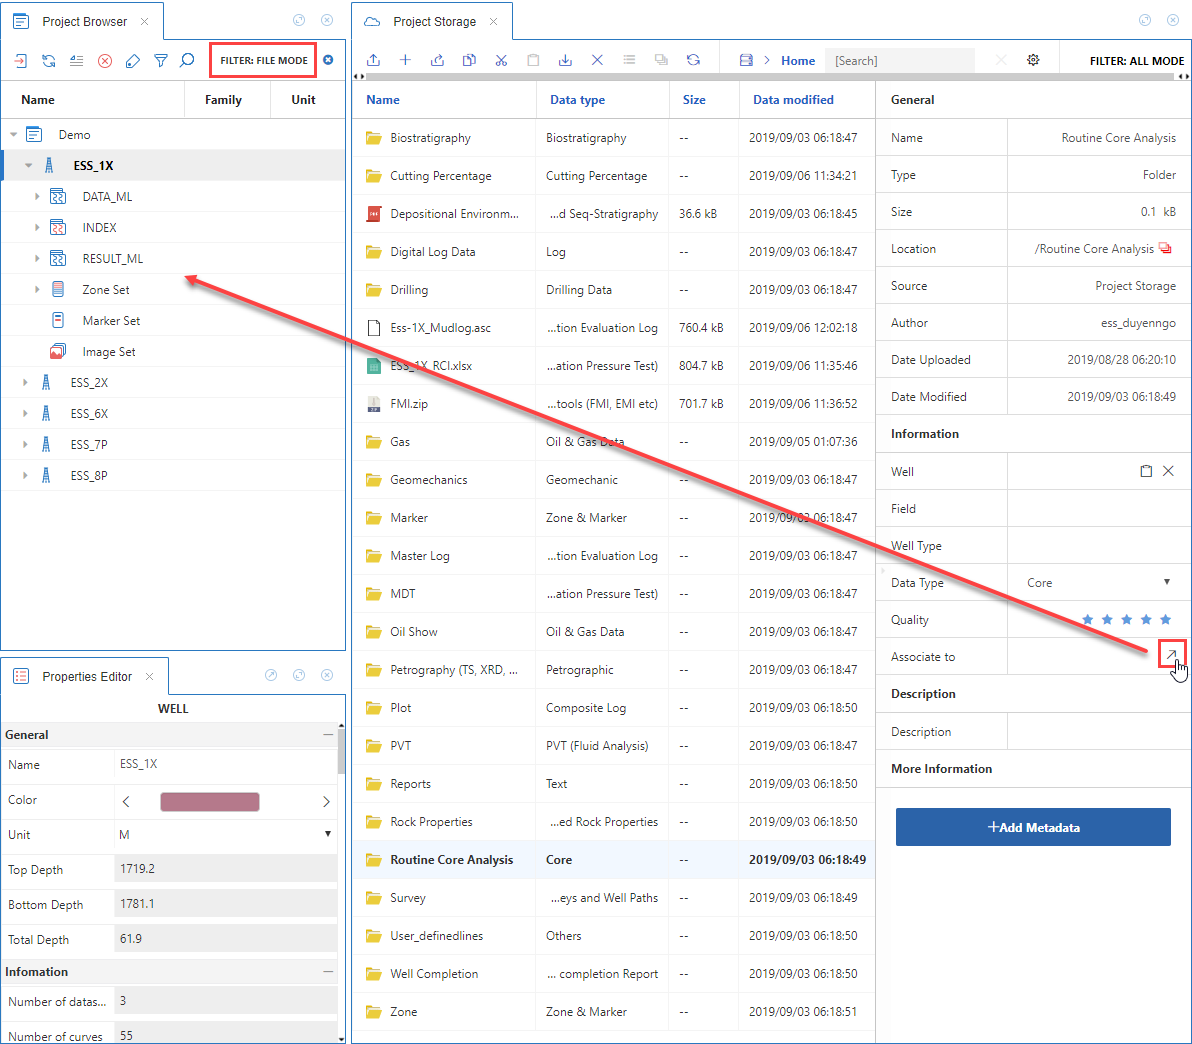 Project Browser
FILTER: FILE MODE
Name Family Unit
Demo
ESS_1X
DATA_ML
INDEX
RESULT_ML
Zone Set
Marker Set
Image Set
ESS_2X
ESS_6X
ESS_7P
ESS_8P
Properties Editor
WELL
General
Name ESS_1X
Color
Unit M
Top Depth 1719.2
Bottom Depth 1781.1
Total Depth 61.9
Infomation
Number of datas... 3
Number of curves 55
Project Storage
Home [Search] FILTER: ALL MODE
Name Data type Size Data modified
Biostratigraphy Biostratigraphy -- 2019/09/03 06:18:47
Cutting Percentage Cutting Percentage -- 2019/09/06 11:34:21
Depositional Environm... ...d Seq-Stratigraphy 36.6 kB 2019/09/03 06:18:45
Digital Log Data Log -- 2019/09/03 06:18:47
Drilling Drilling Data -- 2019/09/03 06:18:47
Ess-1X_Mudlog.asc ...tion Evaluation Log 760.4 kB 2019/09/06 12:02:18
ESS_1X_RCI.xlsx ...ation Pressure Test) 804.7 kB 2019/09/06 11:35:46
FMI.zip ...tools (FMI, EMI etc) 701.7 kB 2019/09/06 11:36:52
Gas Oil & Gas Data -- 2019/09/05 01:07:36
Geomechanics Geomechanic -- 2019/09/03 06:18:47
Marker Zone & Marker -- 2019/09/03 06:18:47
Master Log ...tion Evaluation Log -- 2019/09/03 06:18:47
MDT ...ation Pressure Test) -- 2019/09/03 06:18:47
Oil Show Oil & Gas Data -- 2019/09/03 06:18:47
Petrography (TS, XRD, ... Petrographic -- 2019/09/03 06:18:47
Plot Composite Log -- 2019/09/03 06:18:50
PVT PVT (Fluid Analysis) -- 2019/09/03 06:18:50
Reports Text -- 2019/09/03 06:18:50
Rock Properties ...ed Rock Properties -- 2019/09/03 06:18:50
Routine Core Analysis Core -- 2019/09/03 06:18:49
Survey ...eys and Well Paths -- 2019/09/03 06:18:49
User_definedlines Others -- 2019/09/03 06:18:50
Well Completion ... completion Report -- 2019/09/03 06:18:50
Zone Zone & Marker -- 2019/09/03 06:18:51
General
Name Routine Core Analysis
Type Folder
Size 0.1 kB
Location /Routine Core Analysis
Source Project Storage
Author ess_duyenngo
Date Uploaded 2019/08/28 06:20:10
Date Modified 2019/09/03 06:18:49
Information
Well
Field
Well Type
Data Type Core
Quality
Associate to
Description
Description
More Information
+Add Metadata